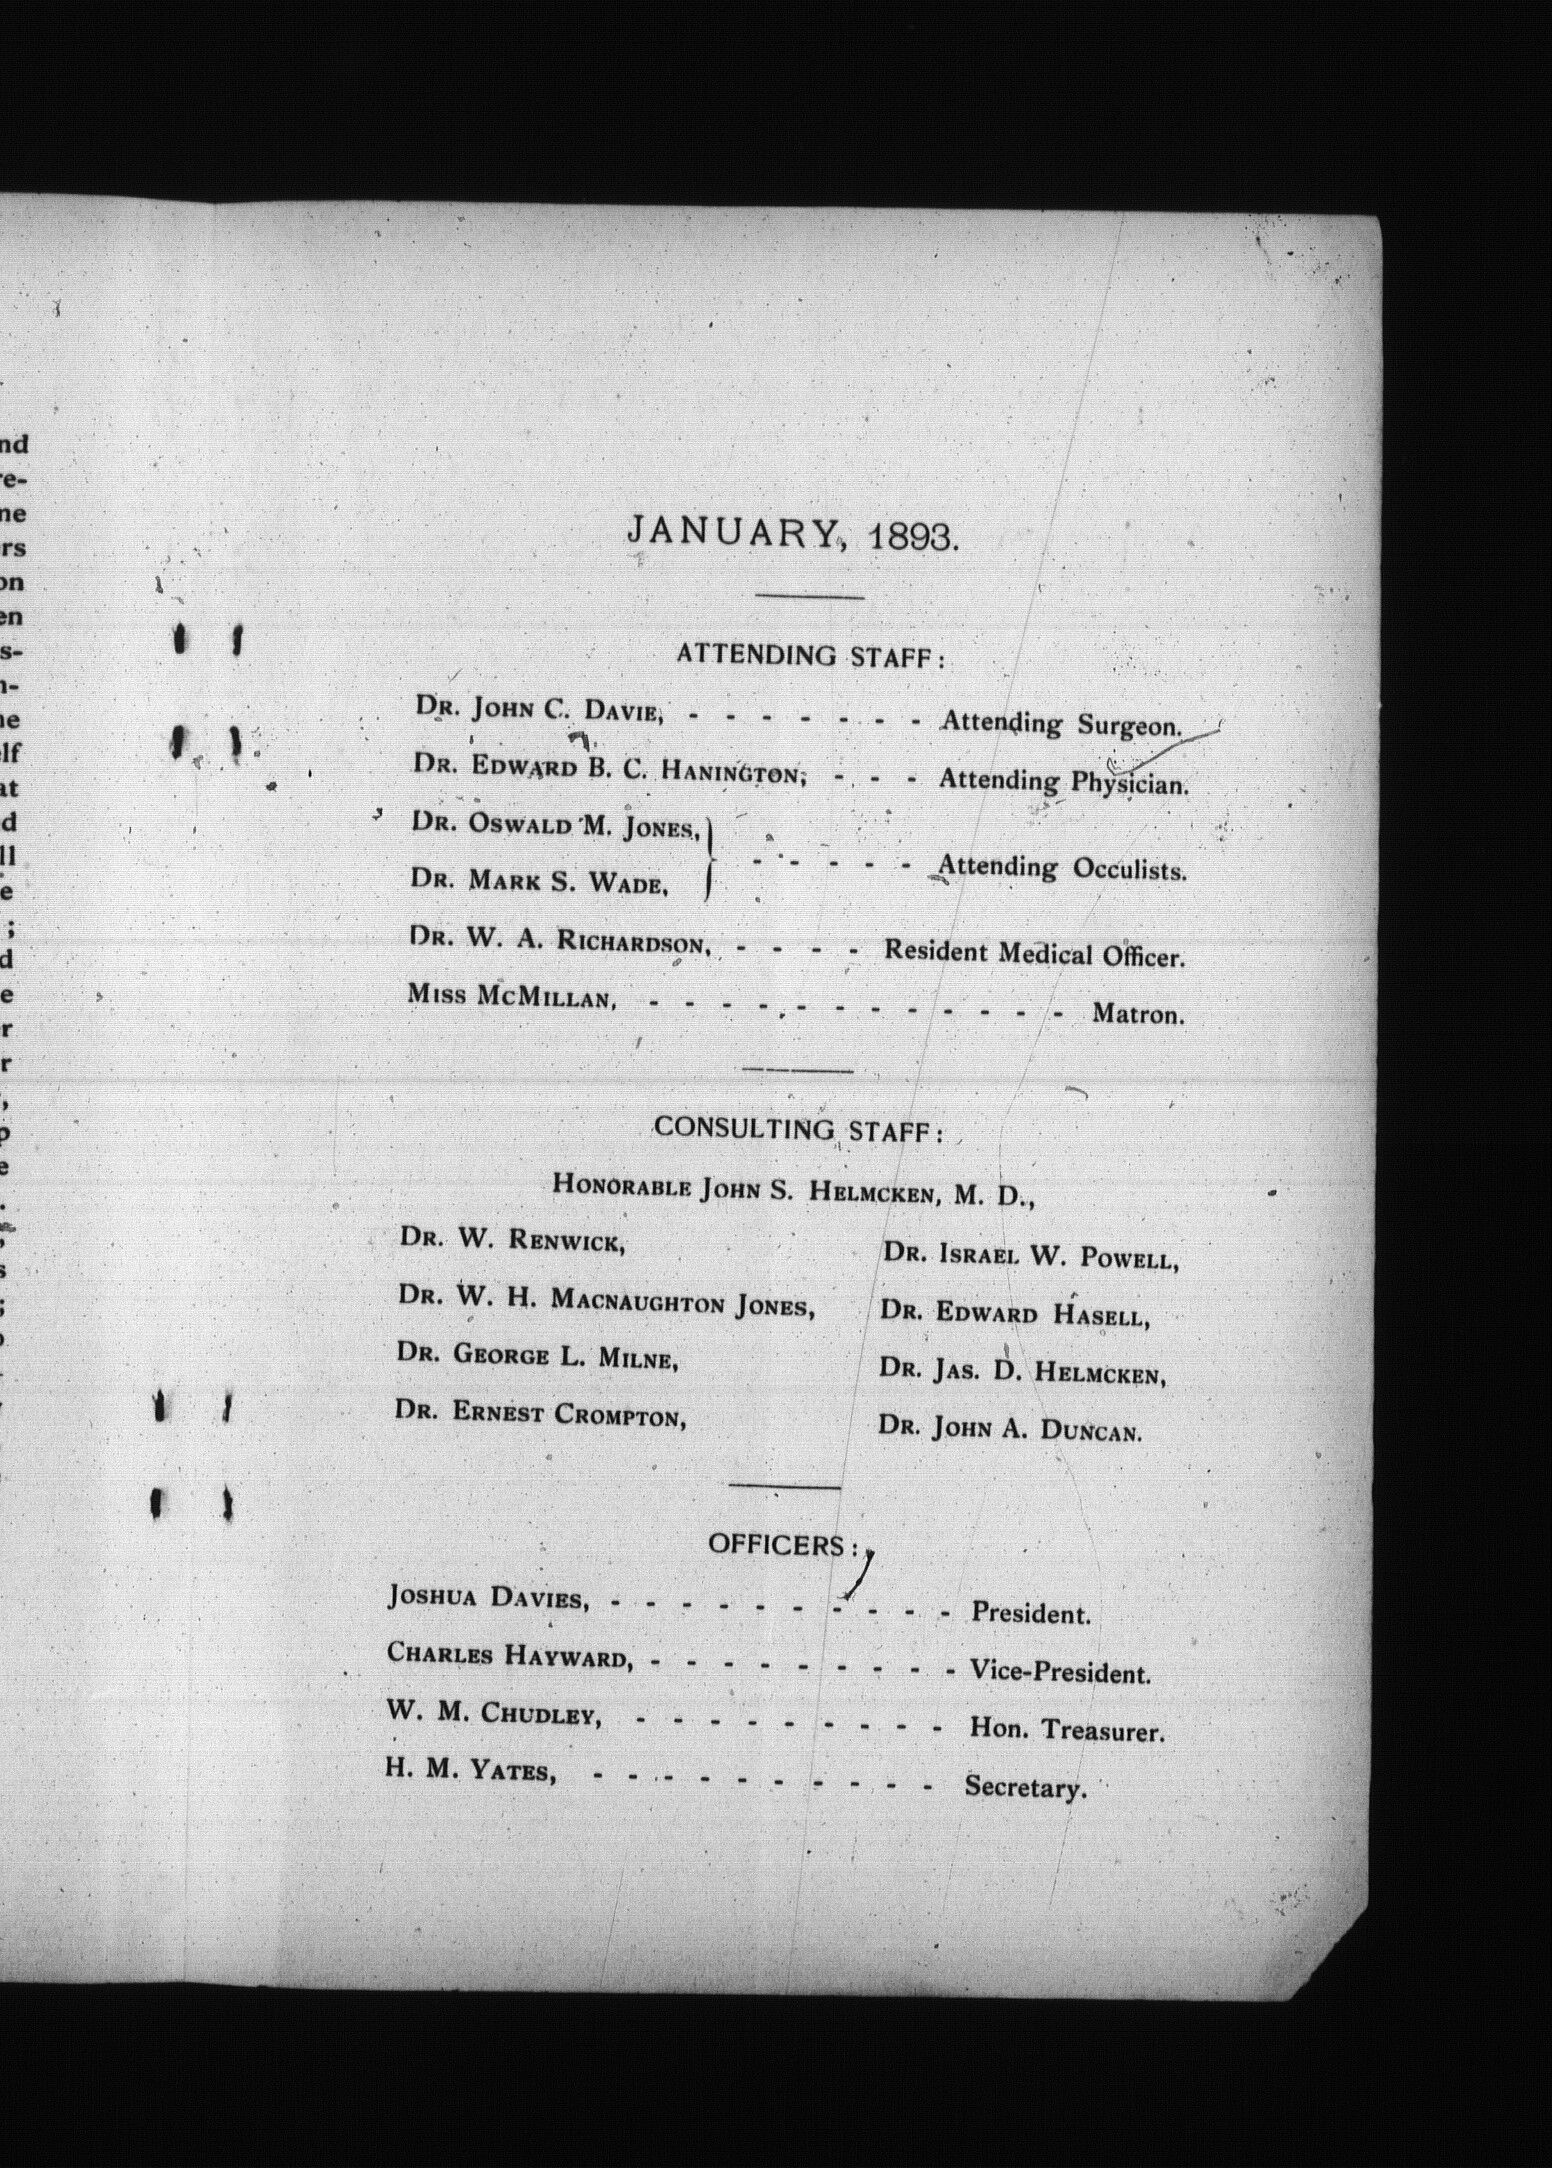 JANUARY, 1893.
ATTENDING STAFF:
DR. JOHN C. DAVIE, - - - - - - - Attending Surgeon.
DR. EDWARD B. C. HANINGTON, - - - Attending Physician.
DR. OSWALD M. JONES,
DR. MARK S. WADE, } - - - - - Attending Occulists.
DR. W. A. RICHARDSON, - - - - Resident Medical Officer.
MISS MCMILLAN, - - - - - - - - - - - - Matron.
CONSULTING STAFF:
HONORABLE JOHN S. HELMCKEN, M. D.,
DR. W. RENWICK, DR. ISRAEL W. POWELL,
DR. W. H. MACNAUGHTON JONES, DR. EDWARD HASELL,
DR. GEORGE L. MILNE, DR. JAS. D. HELMCKEN,
DR. ERNEST CROMPTON, DR. JOHN A. DUNCAN.
OFFICERS:
JOSHUA DAVIES, - - - - - - - - - - President.
CHARLES HAYWARD, - - - - - - - - - Vice-President.
W. M. CHUDLEY, - - - - - - - - - Hon. Treasurer.
H. M. YATES, - - - - - - - - - - Secretary.